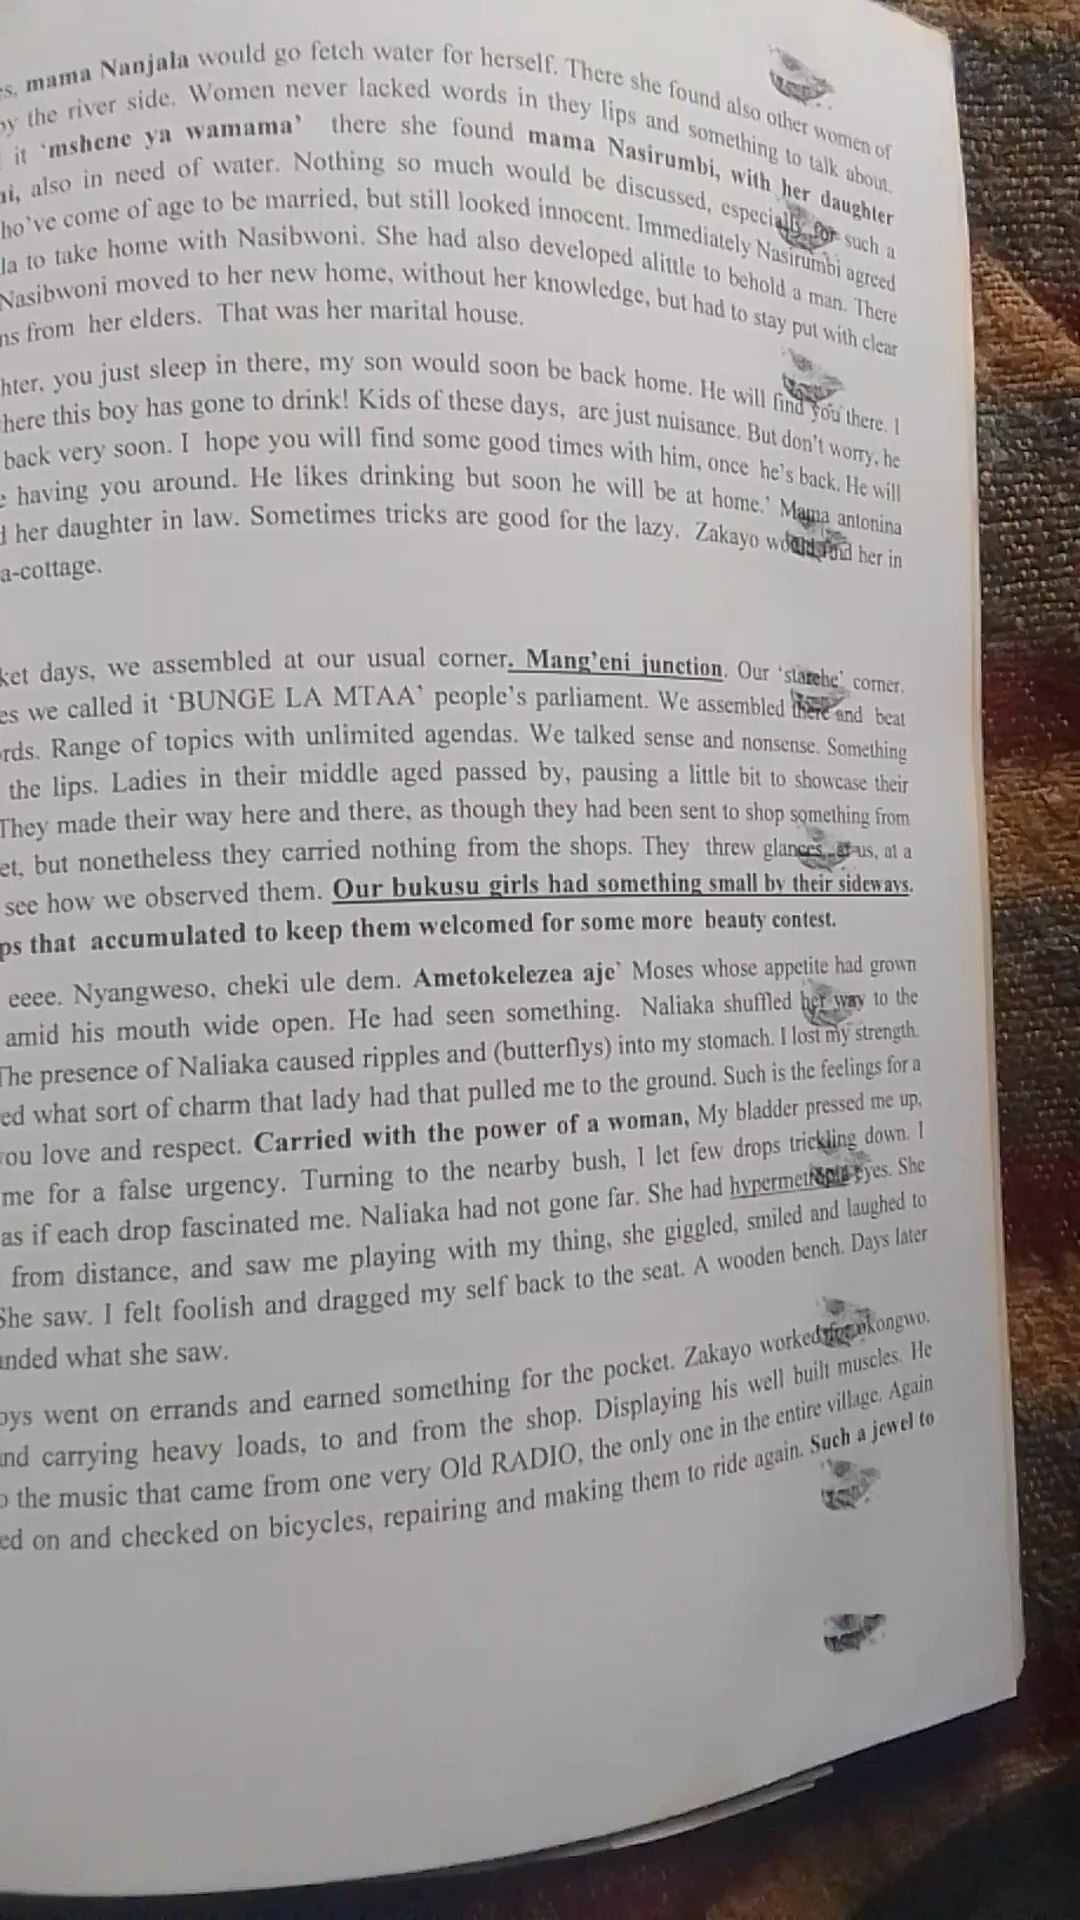 mama Nanjala would go fetch water for herself. There she found also other women of
the river side. Women never lacked words in they lips and something to talk about.
it ‘mshene ya wamama’ there she found mama Nasirumbi, with her daughter
also in need of water. Nothing so much would be discussed, especially for such a
ho’ve come of age to be married, but still looked innocent. Immediately Nasirumbi agreed
la to take home with Nasibwoni. She had also developed alittle to behold a man. There
Nasibwoni moved to her new home, without her knowledge, but had to stay put with clear
ns from her elders. That was her marital house.
hter, you just sleep in there, my son would soon be back home. He will find you there. I
here this boy has gone to drink! Kids of these days, are just nuisance. But don’t worry, he
back very soon. I hope you will find some good times with him, once he’s back. He will
having you around. He likes drinking but soon he will be at home.’ Mama antonina
her daughter in law. Sometimes tricks are good for the lazy. Zakayo would find her in
a-cottage.
ket days, we assembled at our usual corner. Mang’eni junction. Our ‘starehe’ corner.
es we called it ‘BUNGE LA MTAA’ people’s parliament. We assembled there and beat
rds. Range of topics with unlimited agendas. We talked sense and nonsense. Something
the lips. Ladies in their middle aged passed by, pausing a little bit to showcase their
They made their way here and there, as though they had been sent to shop something from
et, but nonetheless they carried nothing from the shops. They threw glances at us, at a
see how we observed them. Our bukusu girls had something small by their sideways.
ps that accumulated to keep them welcomed for some more beauty contest.
eeee. Nyangweso, cheki ule dem. Ametokelezea aje’ Moses whose appetite had grown
amid his mouth wide open. He had seen something. Naliaka shuffled her way to the
The presence of Naliaka caused ripples and (butterflys) into my stomach. I lost my strength.
ed what sort of charm that lady had that pulled me to the ground. Such is the feelings for a
you love and respect. Carried with the power of a woman, My bladder pressed me up,
me for a false urgency. Turning to the nearby bush, I let few drops trickling down. I
as if each drop fascinated me. Naliaka had not gone far. She had hypermetropia eyes. She
from distance, and saw me playing with my thing, she giggled, smiled and laughed to
She saw. I felt foolish and dragged my self back to the seat. A wooden bench. Days later
anded what she saw.
oys went on errands and earned something for the pocket. Zakayo worked for okongwo.
and carrying heavy loads, to and from the shop. Displaying his well built muscles. He
the music that came from one very Old RADIO, the only one in the entire village. Again
ed on and checked on bicycles, repairing and making them to ride again. Such a jewel to